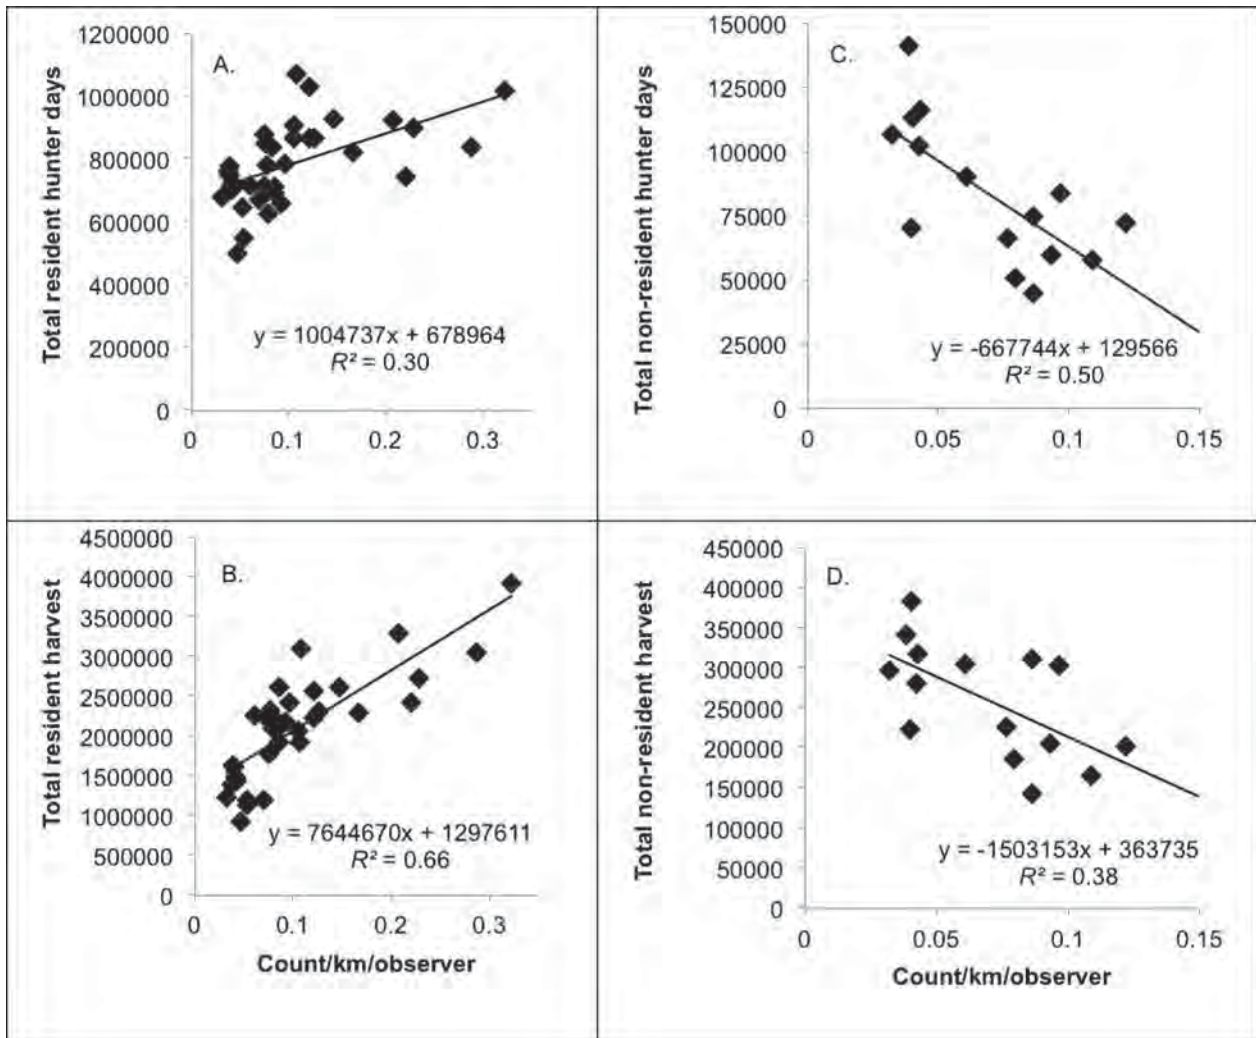 A.
Total resident hunter days
1200000
1000000
800000
600000
400000
200000
0
y = 1004737x + 678964
R² = 0.30
0 0.1 0.2 0.3
C.
Total non-resident hunter days
150000
125000
100000
75000
50000
25000
0
y = -667744x + 129566
R² = 0.50
0 0.05 0.1 0.15
B.
Total resident harvest
4500000
4000000
3500000
3000000
2500000
2000000
1500000
1000000
500000
0
y = 7644670x + 1297611
R² = 0.66
0 0.1 0.2 0.3
Count/km/observer
D.
Total non-resident harvest
450000
400000
350000
300000
250000
200000
150000
100000
50000
0
y = -1503153x + 363735
R² = 0.38
0 0.05 0.1 0.15
Count/km/observer